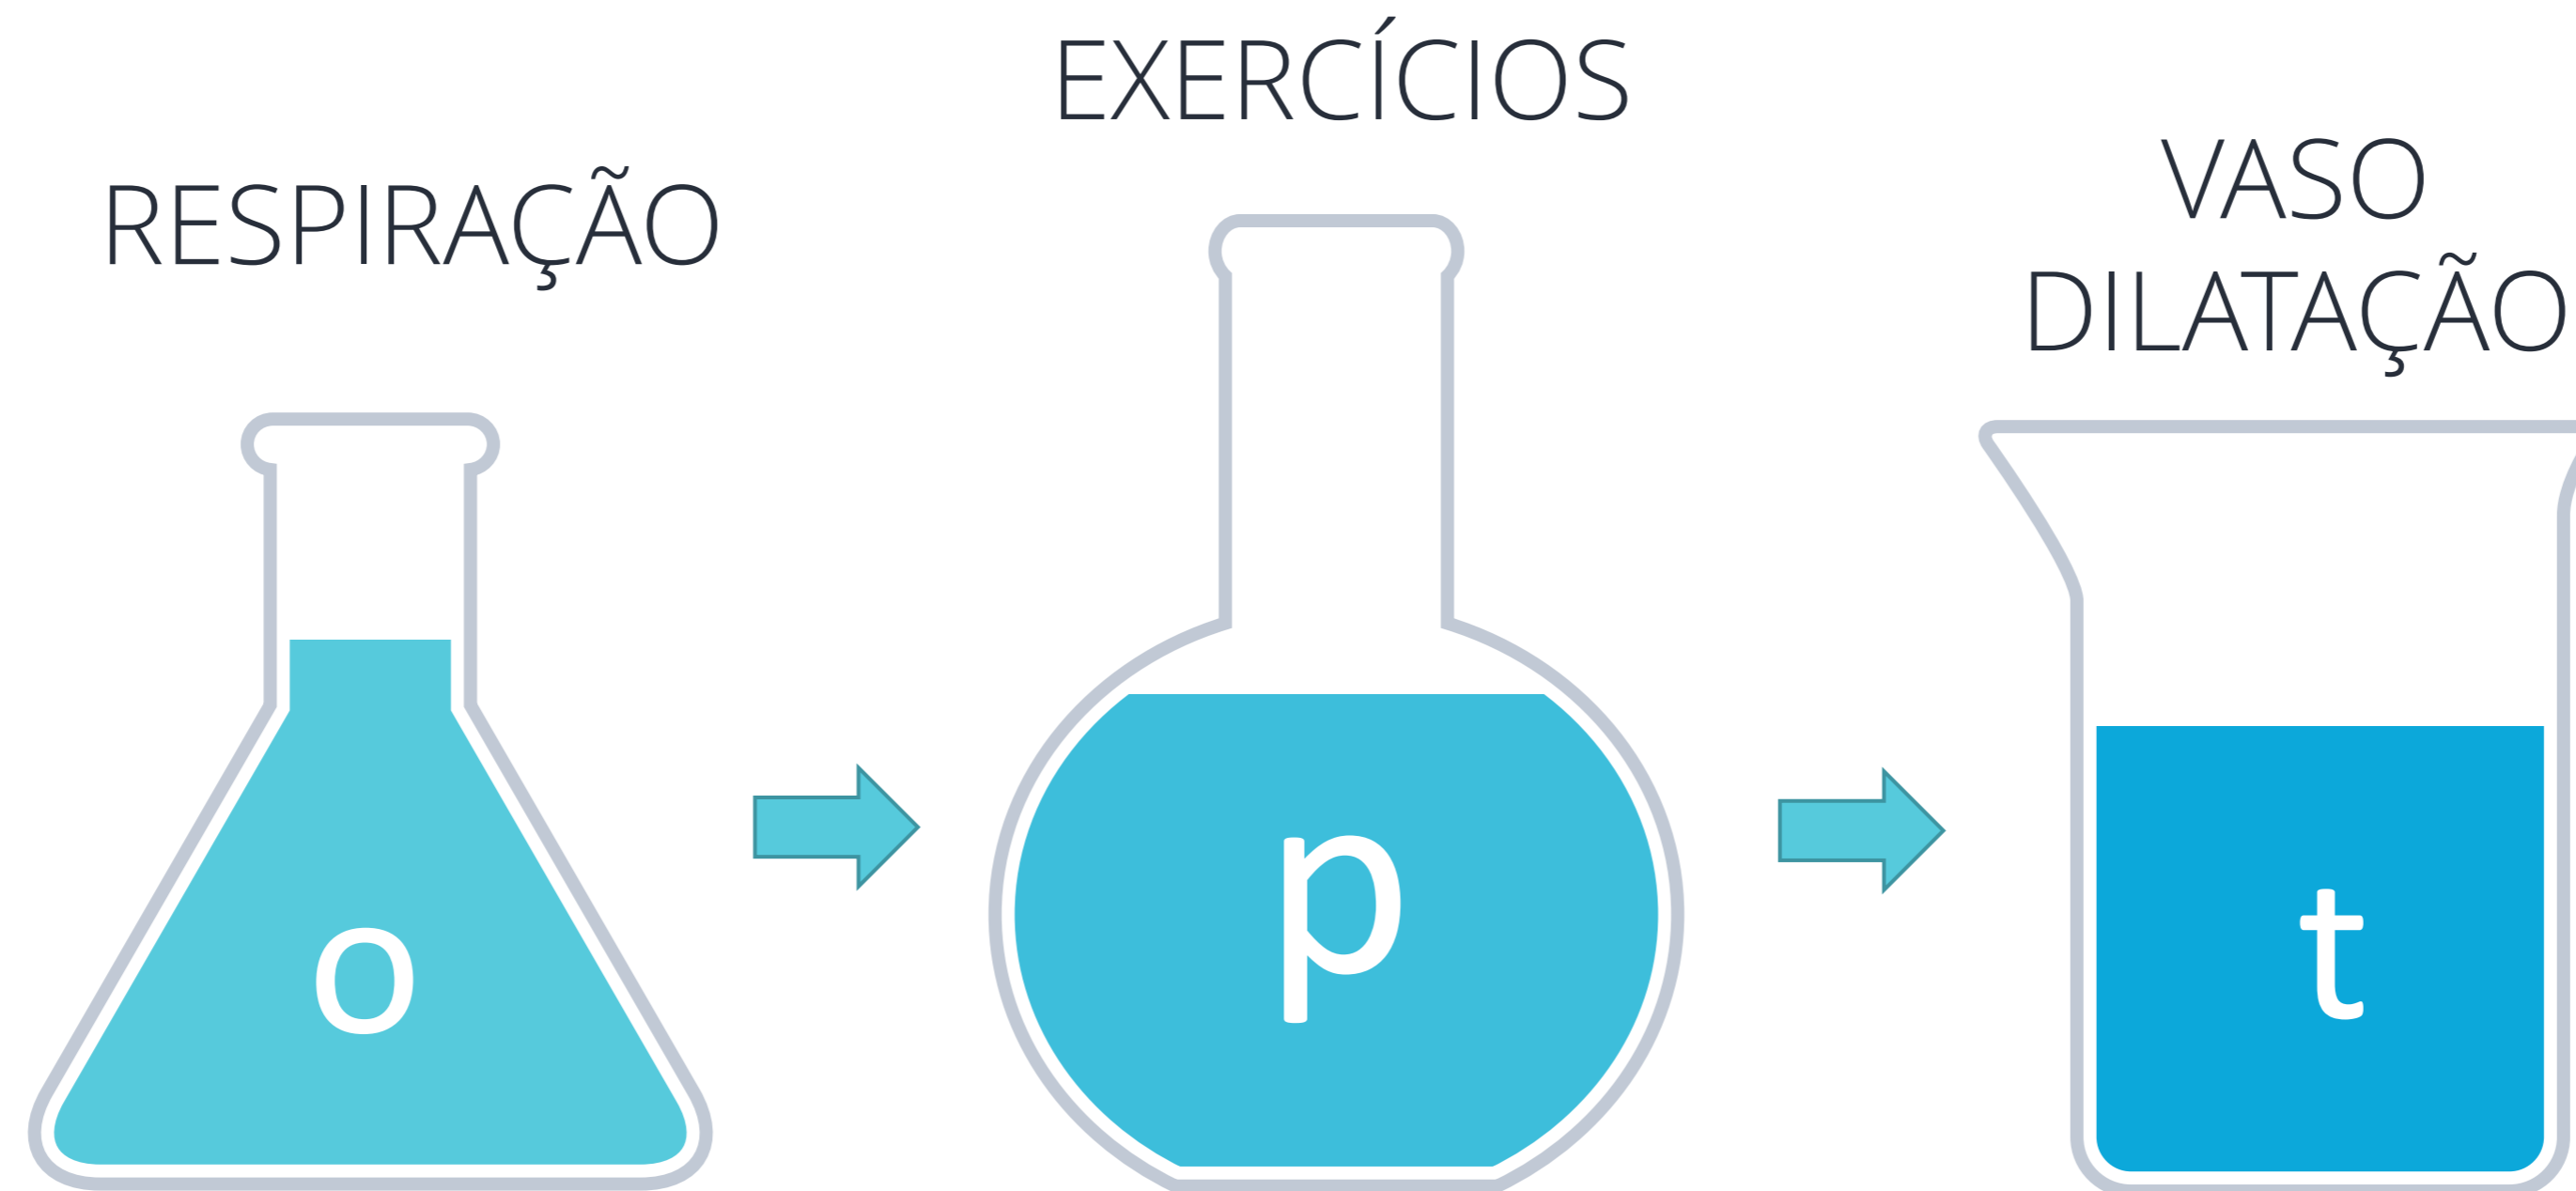 RESPIRAÇÃO
o
EXERCÍCIOS
p
VASO
DILATAÇÃO
t